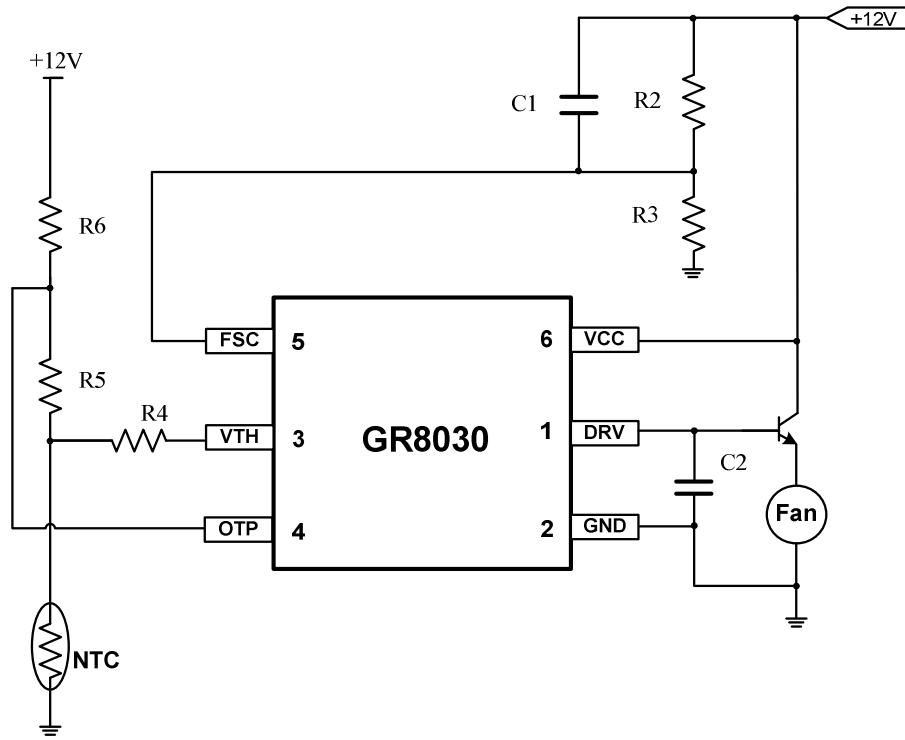 +12V
+12V
C1
R2
R6
R3
FSC
5
6
VCC
R5
R4
VTH
3
GR8030
1
DRV
C2
OTP
4
2
GND
Fan
NTC